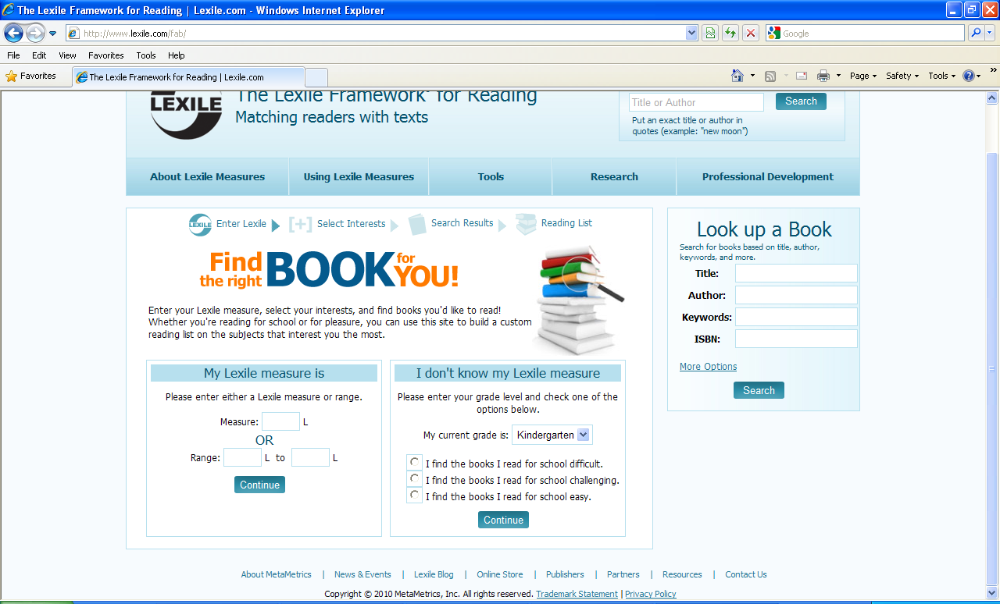 The Lexile Framework for Reading | Lexile.com - Windows Internet Explorer
http://www.lexile.com/fab/
Google
File Edit View Favorites Tools Help
Favorites
The Lexile Framework for Reading | Lexile.com
Page Safety Tools
LEXILE
The Lexile Framework for Reading
Matching readers with texts
Title or Author
Search
Put an exact title or author in
quotes (example: "new moon")
About Lexile Measures
Using Lexile Measures
Tools
Research
Professional Development
LEXILE
Enter Lexile
[+]
Select Interests
Search Results
Reading List
Find the right BOOK for YOU!
Enter your Lexile measure, select your interests, and find books you'd like to read!
Whether you're reading for school or for pleasure, you can use this site to build a custom
reading list on the subjects that interest you the most.
My Lexile measure is
Please enter either a Lexile measure or range.
Measure: L
OR
Range: L to L
Continue
I don't know my Lexile measure
Please enter your grade level and check one of the
options below.
My current grade is: Kindergarten
I find the books I read for school difficult.
I find the books I read for school challenging.
I find the books I read for school easy.
Continue
Look up a Book
Search for books based on title, author,
keywords, and more.
Title:
Author:
Keywords:
ISBN:
More Options
Search
About MetaMetrics | News & Events | Lexile Blog | Online Store | Publishers | Partners | Resources | Contact Us
Copyright © 2010 MetaMetrics, Inc. All rights reserved. Trademark Statement | Privacy Policy